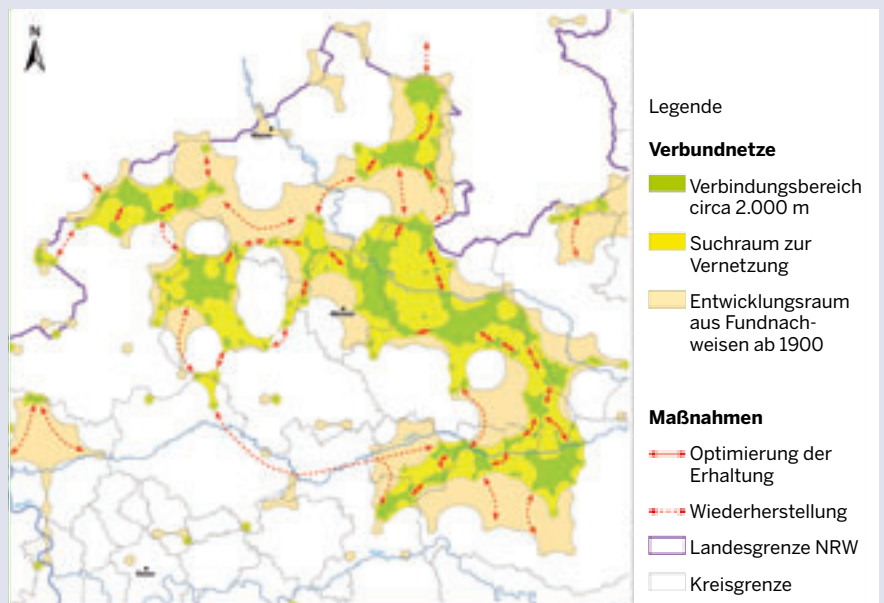 N
Legende
Verbundnetze
Verbindungsbereich
circa 2.000 m
Suchraum zur
Vernetzung
Entwicklungsraum
aus Fundnach-
weisen ab 1900
Maßnahmen
Optimierung der
Erhaltung
Wiederherstellung
Landesgrenze NRW
Kreisgrenze